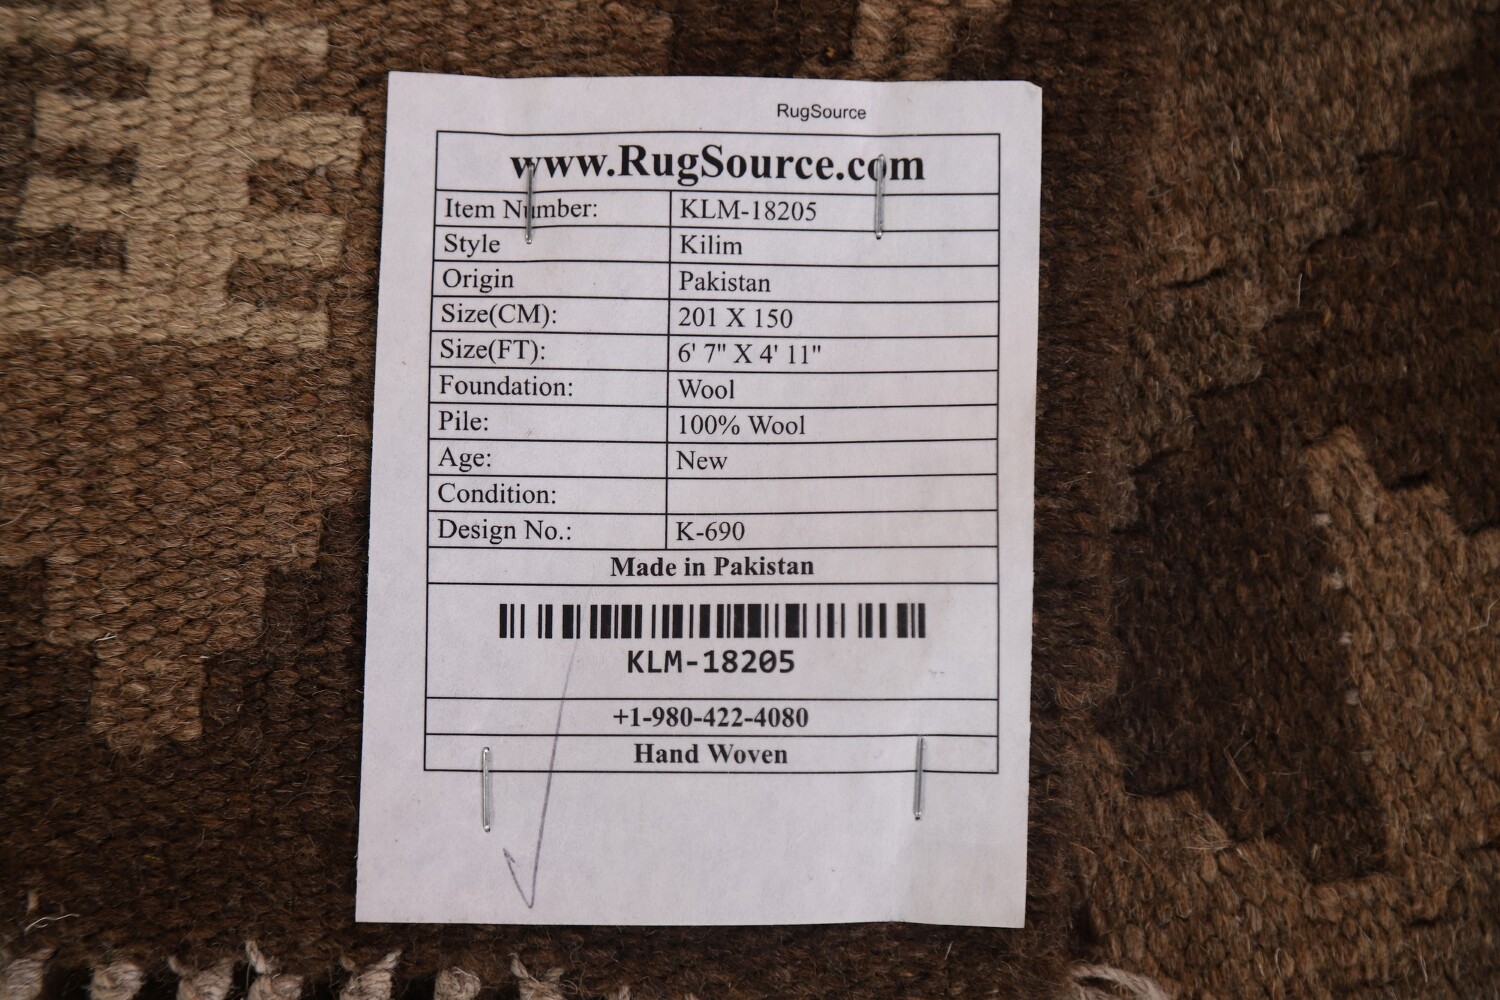 RugSource
www.RugSource.com
Item Number: KLM-18205
Style Kilim
Origin Pakistan
Size(CM): 201 X 150
Size(FT): 6' 7" X 4' 11"
Foundation: Wool
Pile: 100% Wool
Age: New
Condition:
Design No.: K-690
Made in Pakistan
KLM-18205
+1-980-422-4080
Hand Woven